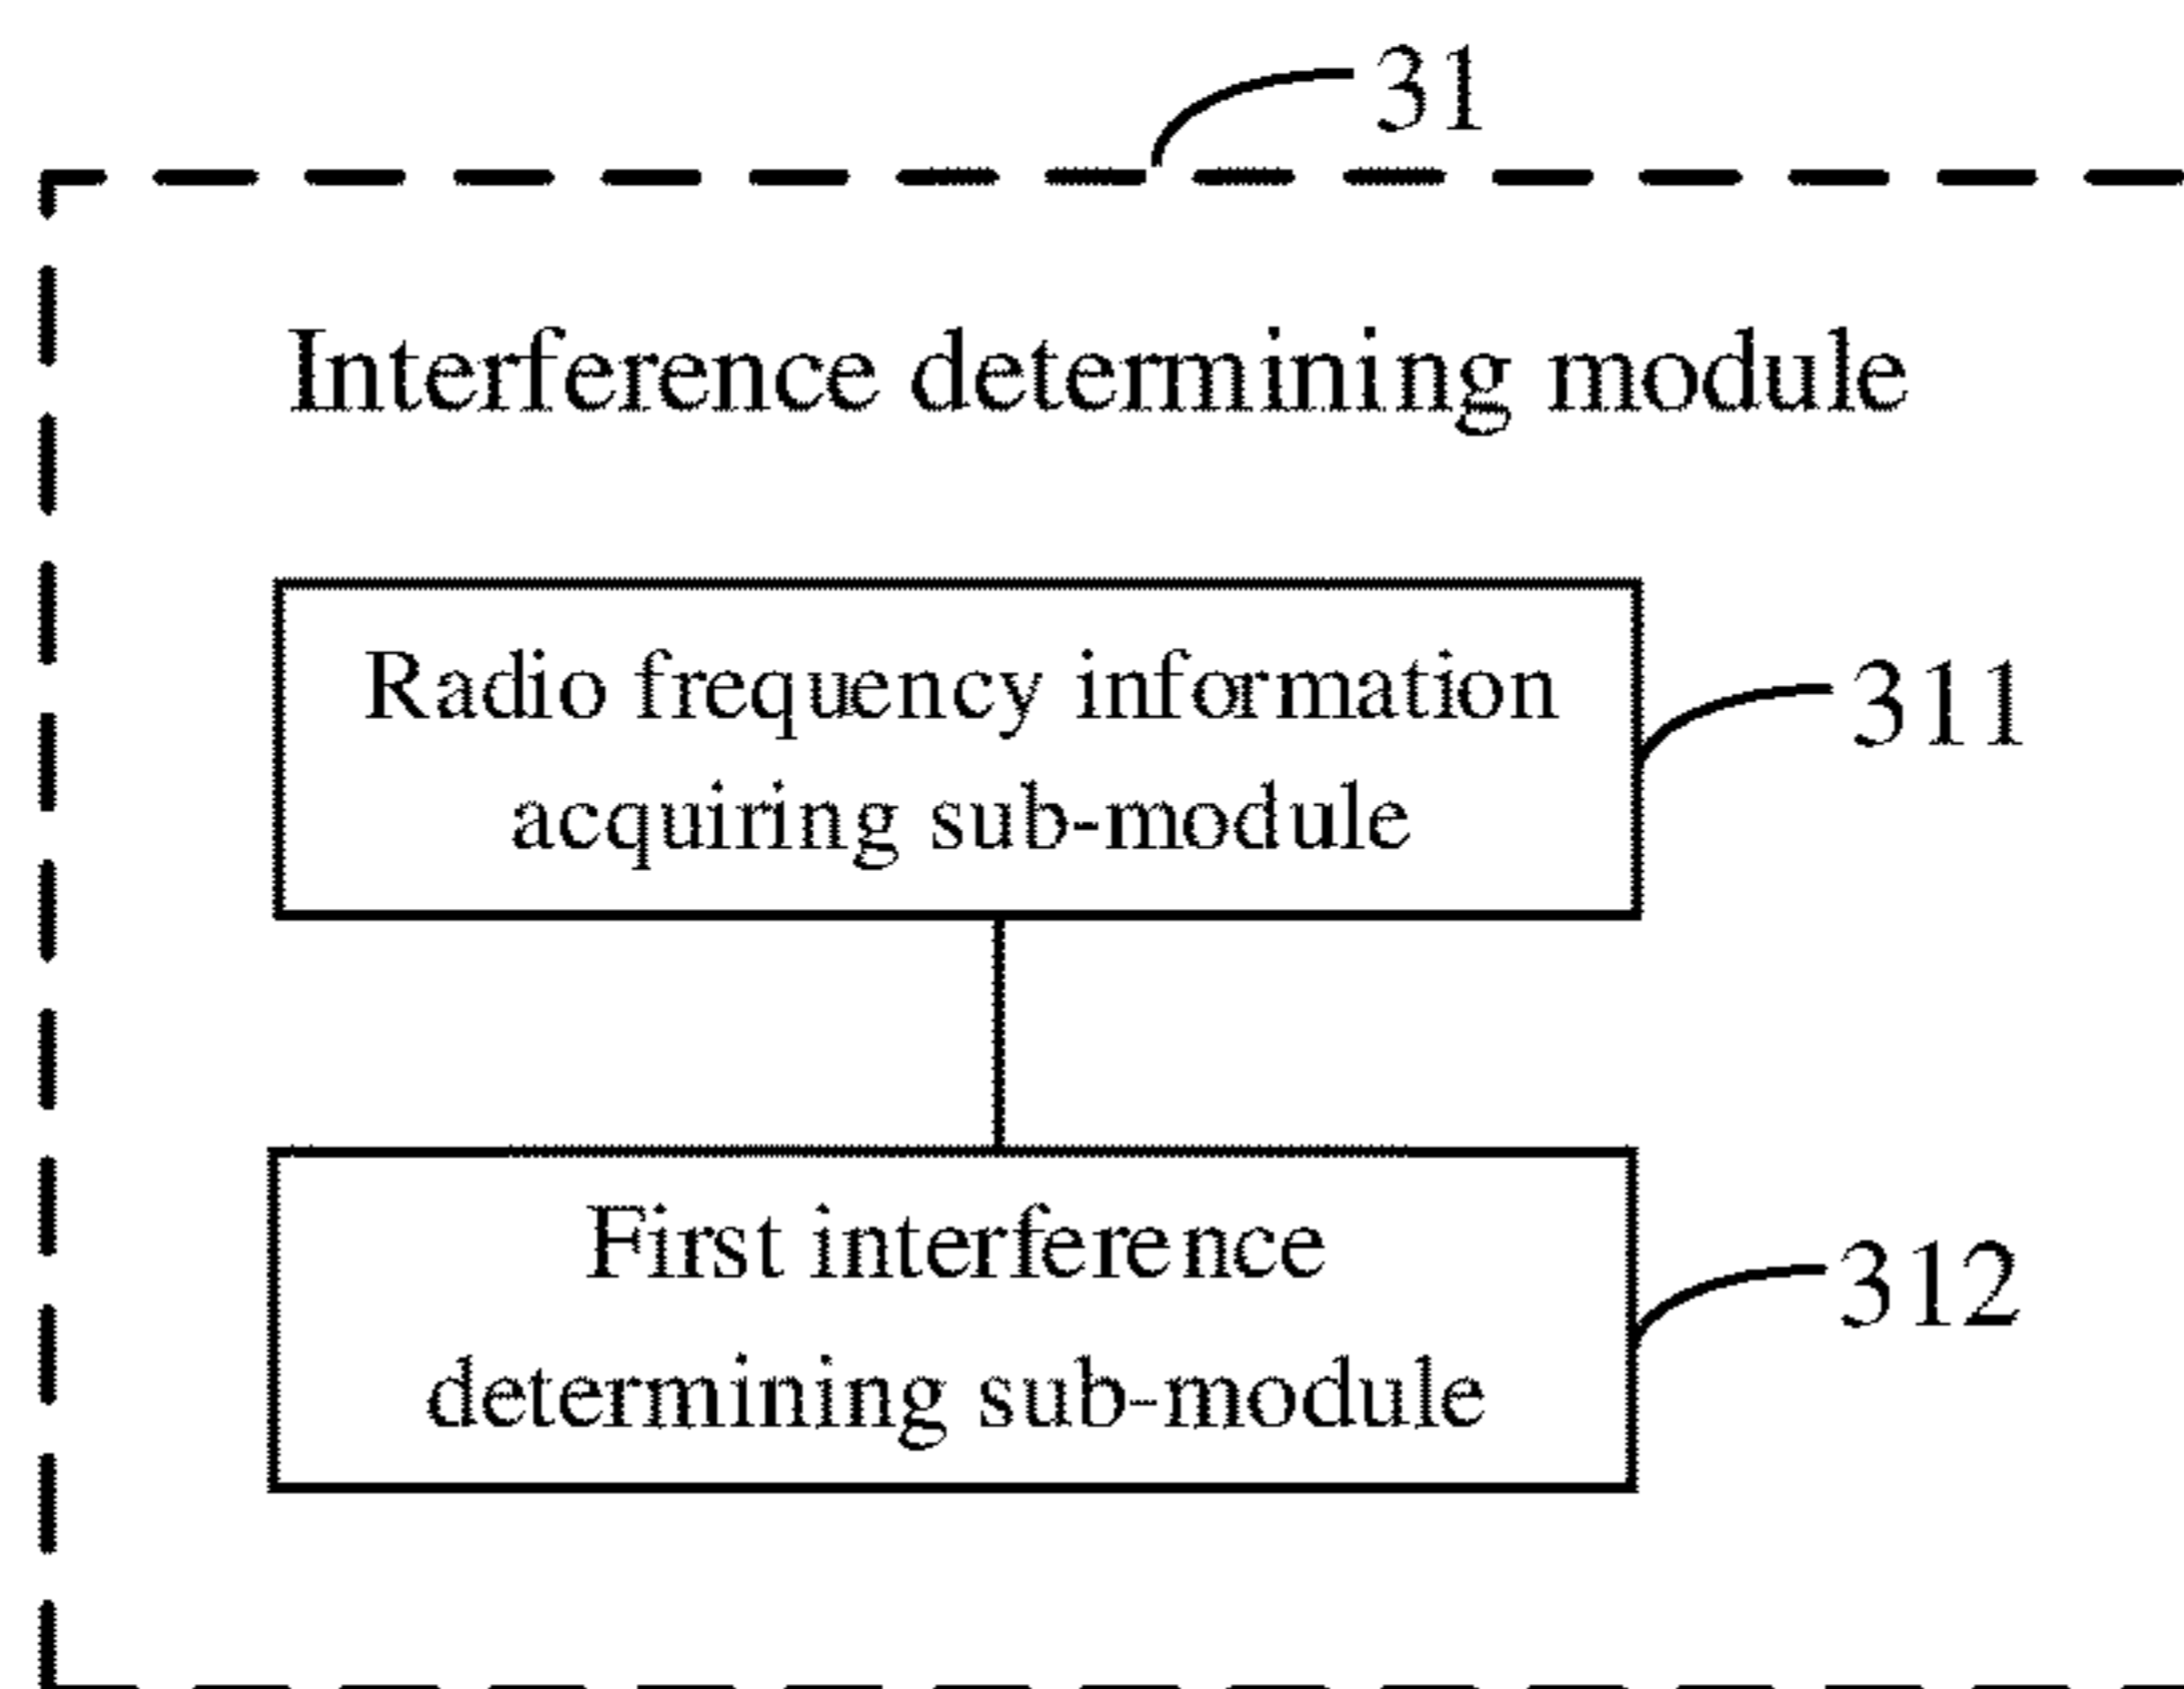 31
Interference determining module
Radio frequency information
acquiring sub-module
311
First interference
determining sub-module
312